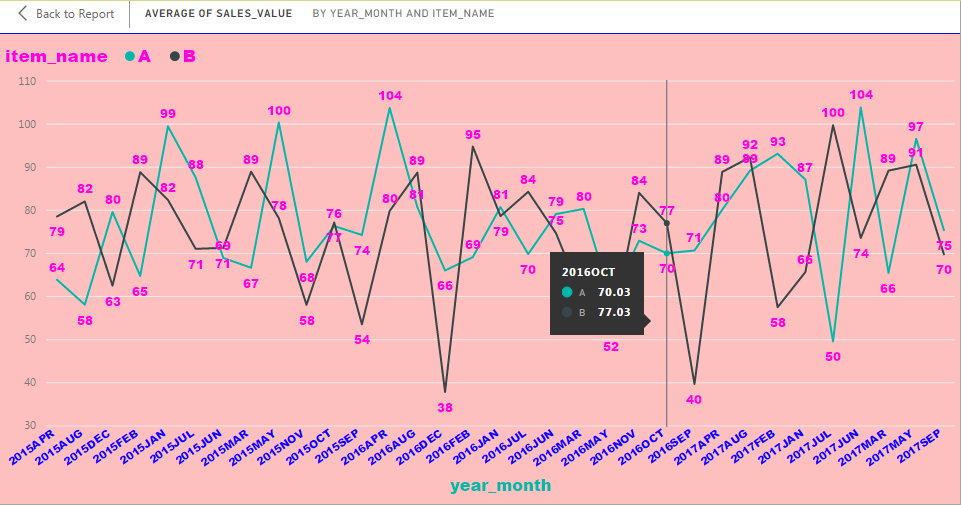 Back to Report AVERAGE OF SALES_VALUE BY YEAR_MONTH AND ITEM_NAME
item_name A B
110
100
90
80
70
60
50
40
30
64
79
58
82
80
63
89
65
99
82
88
71
69
71
89
67
100
78
68
58
76
77
74
54
104
80
89
81
66
38
95
69
81
79
84
70
79
75
80
52
84
73
77
70
71
40
89
80
92
89
93
58
87
66
100
50
104
74
89
66
97
91
75
70
2016OCT
A 70.03
B 77.03
2015APR
2015AUG
2015DEC
2015FEB
2015JAN
2015JUL
2015JUN
2015MAR
2015MAY
2015NOV
2015OCT
2015SEP
2016APR
2016AUG
2016DEC
2016FEB
2016JAN
2016JUL
2016JUN
2016MAR
2016MAY
2016NOV
2016OCT
2016SEP
2017APR
2017AUG
2017FEB
2017JAN
2017JUL
2017JUN
2017MAR
2017MAY
2017SEP
year_month